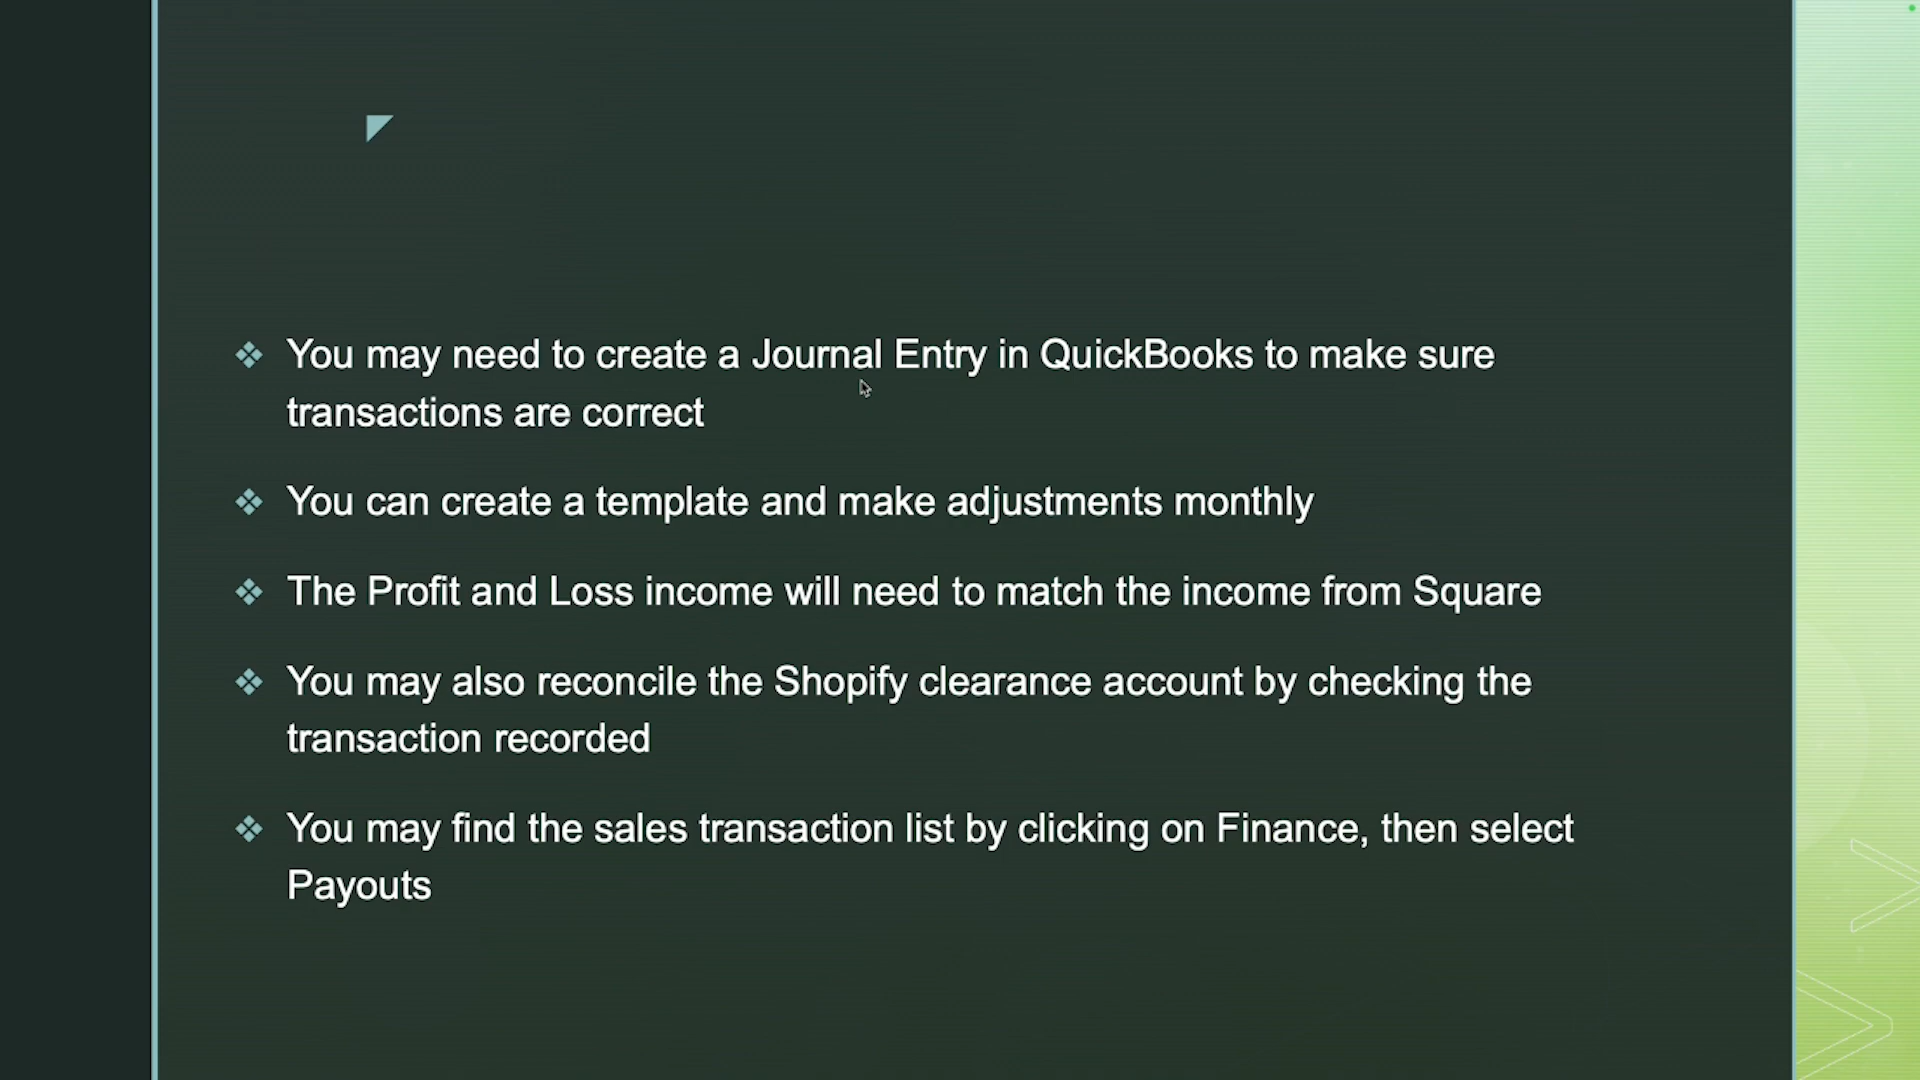 You may need to create a Journal Entry in QuickBooks to make sure
transactions are correct
You can create a template and make adjustments monthly
The Profit and Loss income will need to match the income from Square
You may also reconcile the Shopify clearance account by checking the
transaction recorded
You may find the sales transaction list by clicking on Finance, then select
Payouts